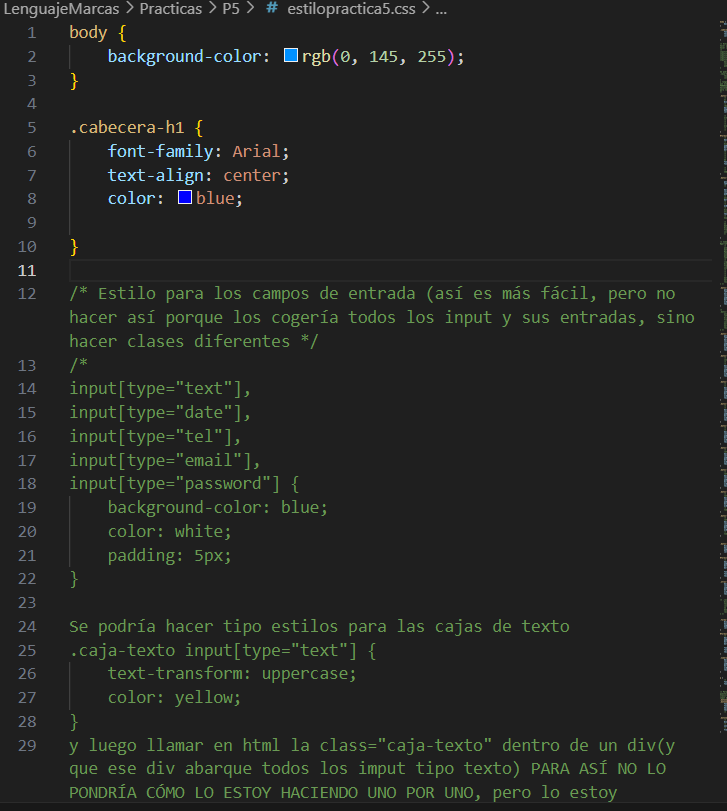 LenguajeMarcas > Practicas > P5 > # estilopractica5.css > ...
1 body {
2 background-color: rgb(0, 145, 255);
3 }
4
5 .cabecera-h1 {
6 font-family: Arial;
7 text-align: center;
8 color: blue;
9
10 }
11
12 /* Estilo para los campos de entrada (así es más fácil, pero no
hacer así porque los cogería todos los input y sus entradas, sino
hacer clases diferentes */
13 /*
14 input[type="text"],
15 input[type="date"],
16 input[type="tel"],
17 input[type="email"],
18 input[type="password"] {
19 background-color: blue;
20 color: white;
21 padding: 5px;
22 }
23
24 Se podría hacer tipo estilos para las cajas de texto
25 .caja-texto input[type="text"] {
26 text-transform: uppercase;
27 color: yellow;
28 }
29 y luego llamar en html la class="caja-texto" dentro de un div(y
que ese div abarque todos los imput tipo texto) PARA ASÍ NO LO
PONDRÍA CÓMO LO ESTOY HACIENDO UNO POR UNO, pero lo estoy